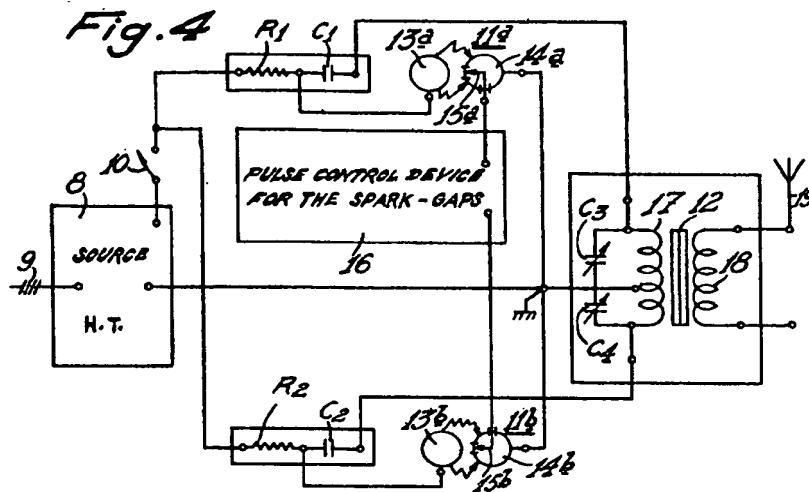 Fig. 4
R1 C1 13a 11a 14a
15a
10
8
PULSE CONTROL DEVICE
FOR THE SPARK-GAPS
16
SOURCE
H.T.
9
C3 17 12 19
18
C4
R2 C2 13b 11b
15b 14b